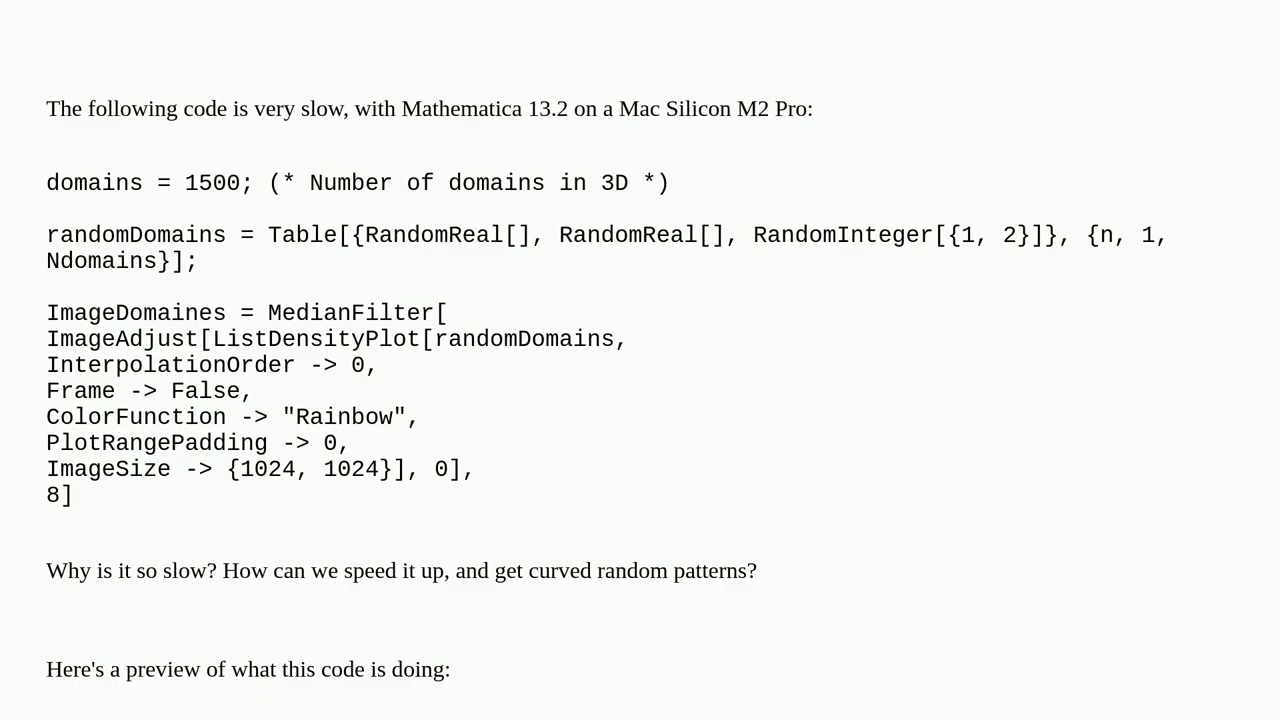 The following code is very slow, with Mathematica 13.2 on a Mac Silicon M2 Pro:
domains = 1500; (* Number of domains in 3D *)
randomDomains = Table[{RandomReal[], RandomReal[], RandomInteger[{1, 2}]}, {n, 1,
Ndomains}];
ImageDomaines = MedianFilter[
ImageAdjust[ListDensityPlot[randomDomains,
InterpolationOrder -> 0,
Frame -> False,
ColorFunction -> "Rainbow",
PlotRangePadding -> 0,
ImageSize -> {1024, 1024}], 0],
8]
Why is it so slow? How can we speed it up, and get curved random patterns?
Here's a preview of what this code is doing: